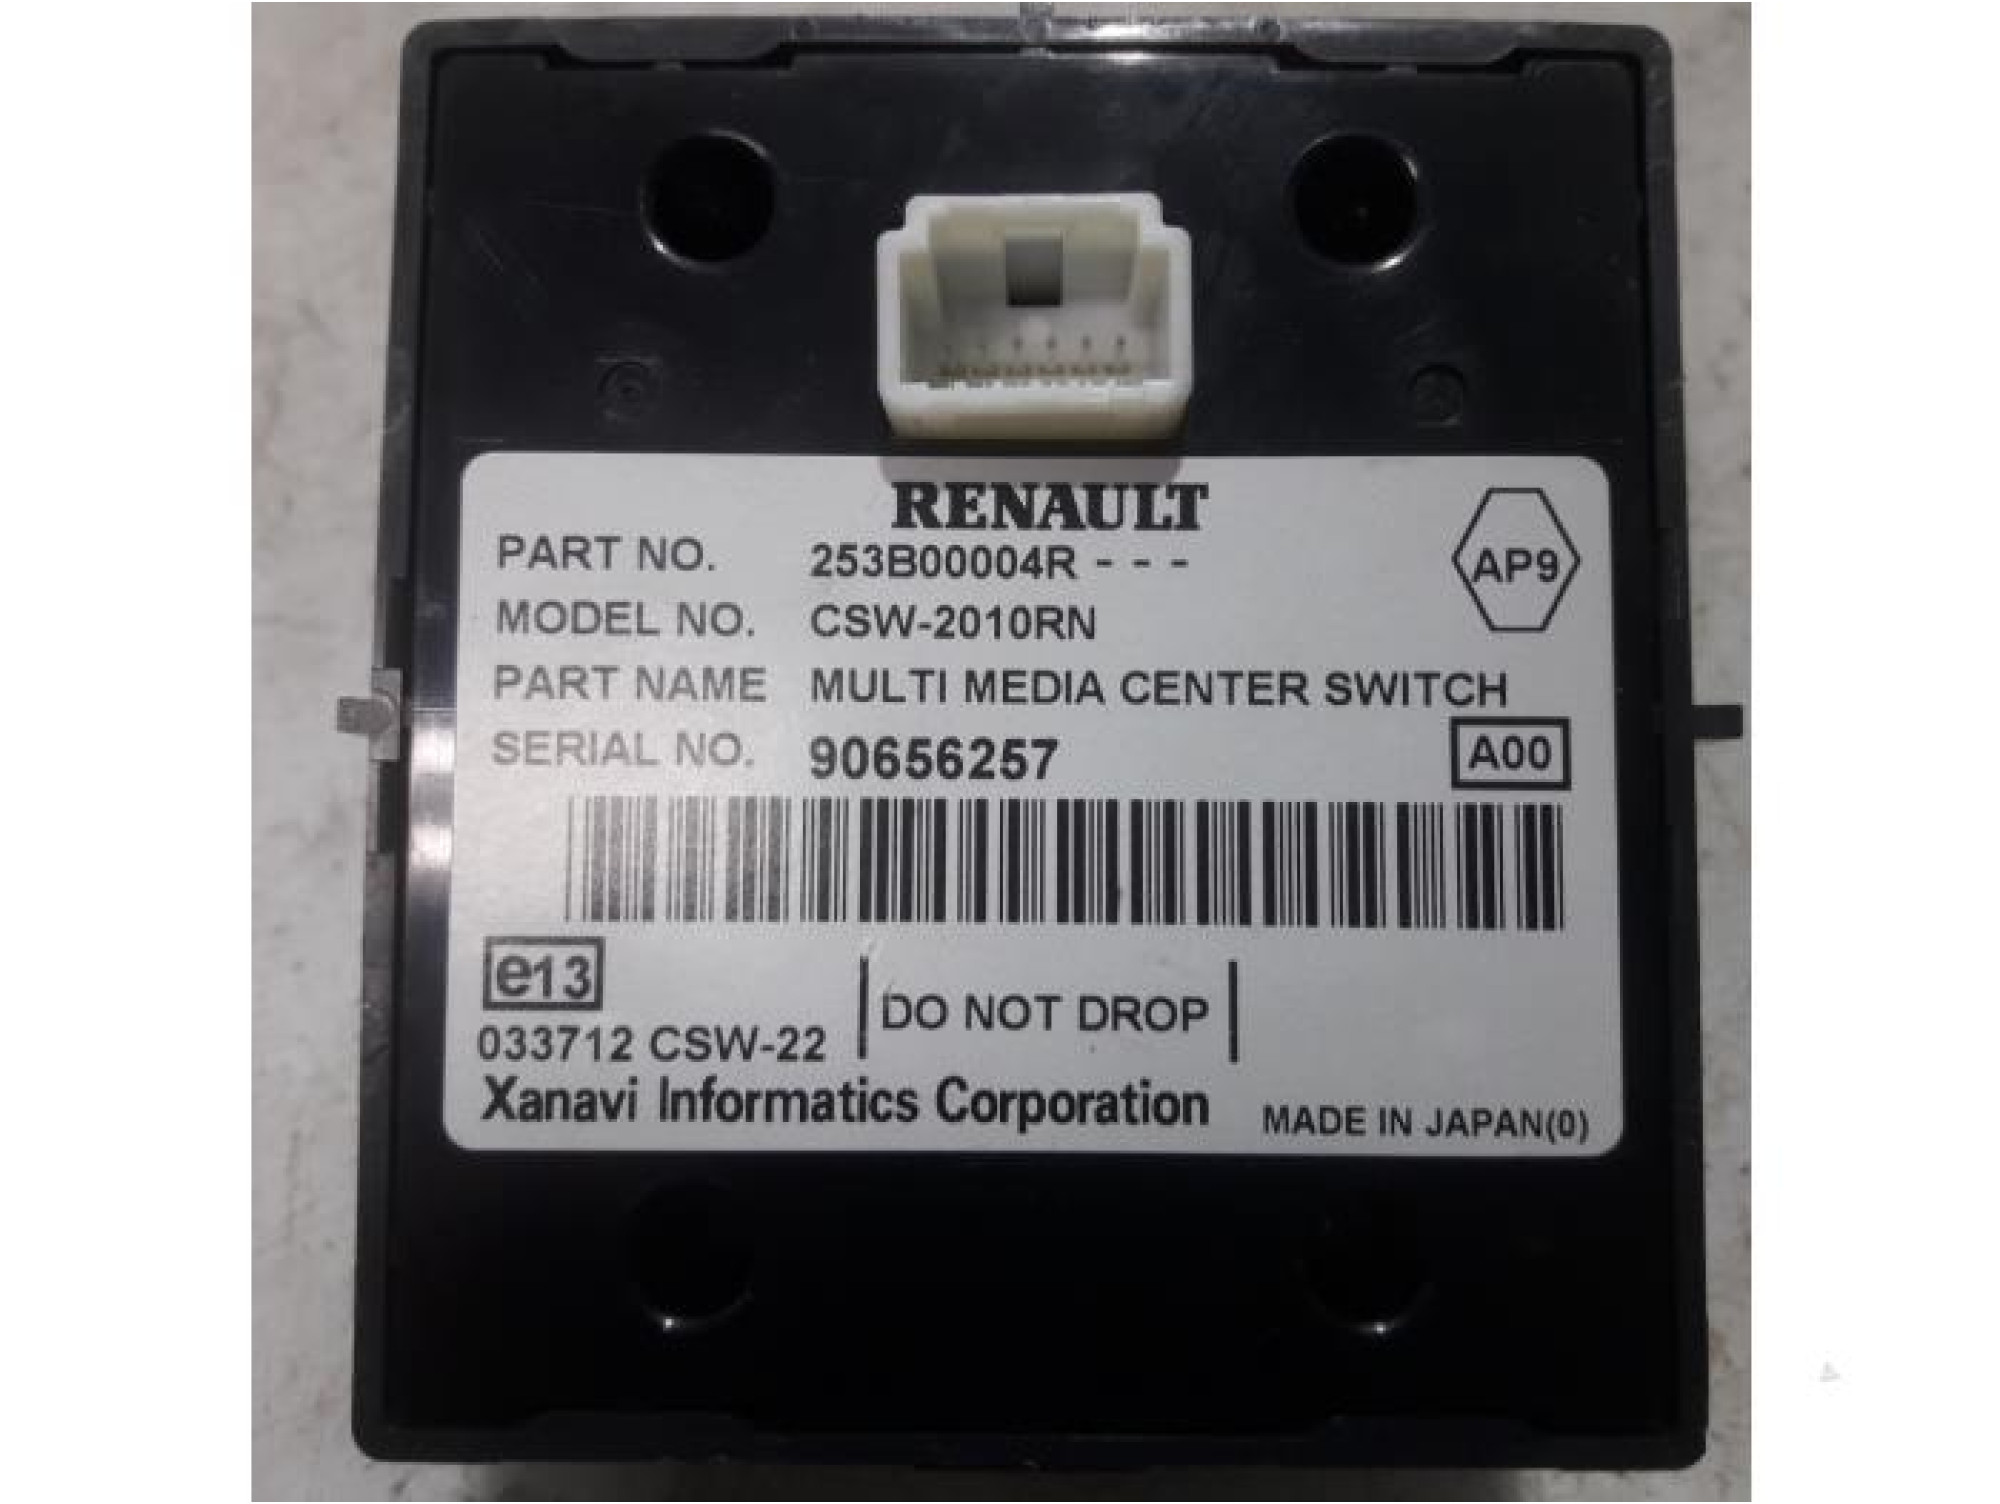 RENAULT
PART NO. 253B00004R - - -
AP9
MODEL NO. CSW-2010RN
PART NAME MULTI MEDIA CENTER SWITCH
SERIAL NO. 90656257
A00
e13
033712 CSW-22
DO NOT DROP
Xanavi Informatics Corporation
MADE IN JAPAN(0)